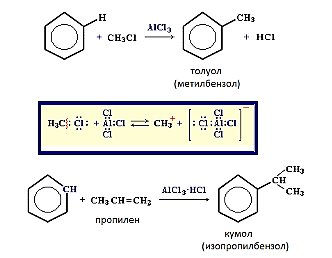 H
+ CH3Cl AlCl3 CH3 + HCl
толуол
(метилбензол)
Cl Cl
H3C:Cl: + Al:Cl ⇌ CH3+ + [:Cl:Al:Cl]−
Cl Cl
CH + CH3CH=CH2 AlCl3·HCl CH CH3 CH3
пропилен
кумол
(изопропилбензол)